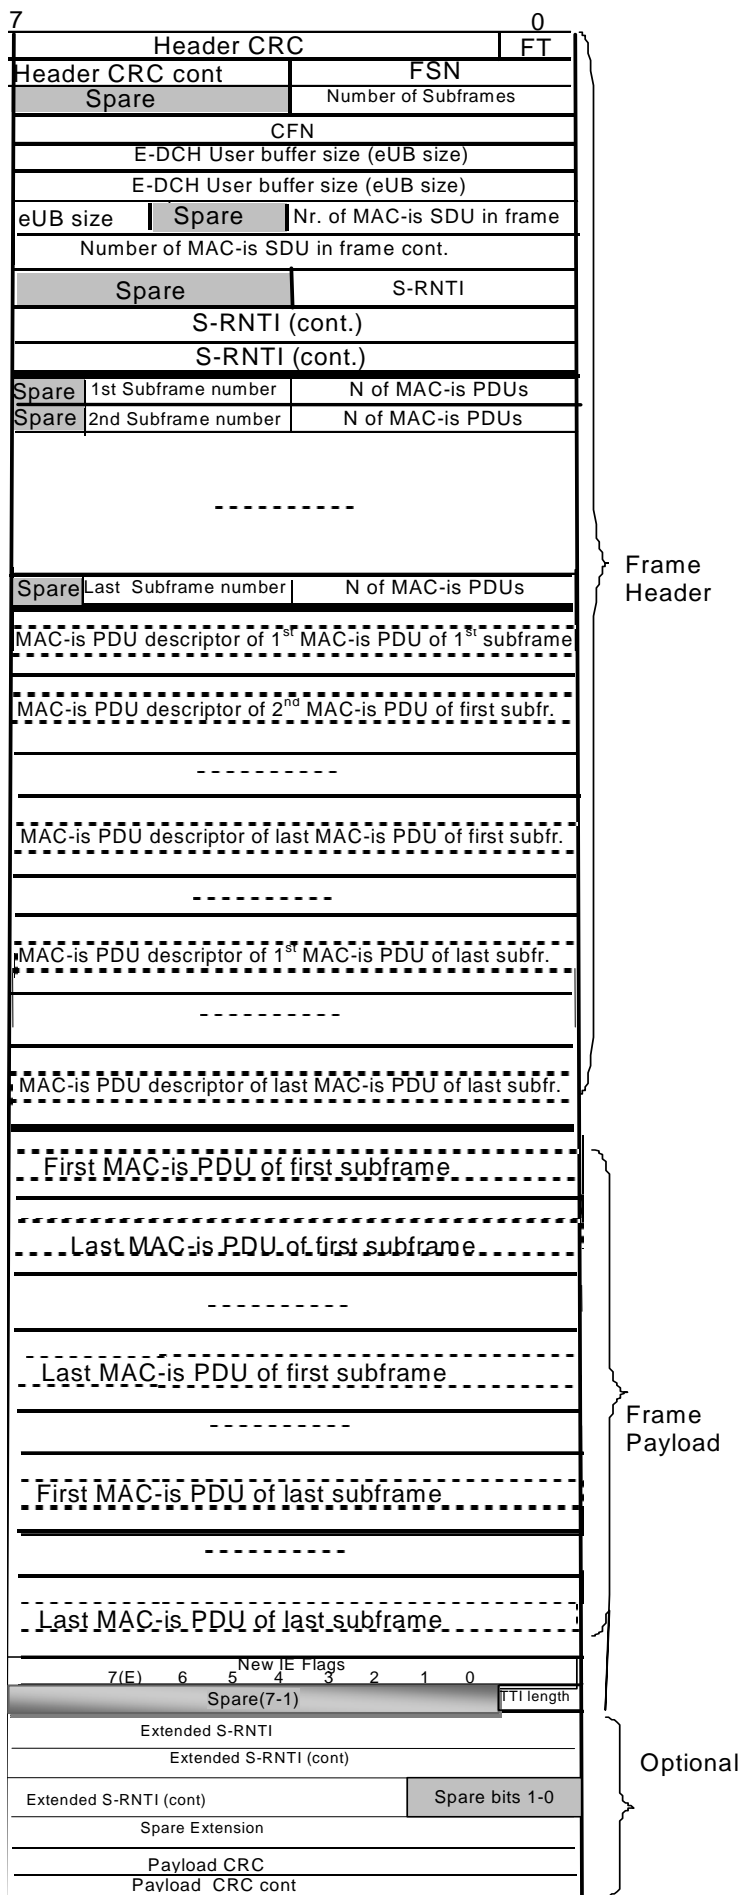 7 0
Header CRC FT
Header CRC cont FSN
Spare Number of Subframes
CFN
E-DCH User buffer size (eUB size)
E-DCH User buffer size (eUB size)
eUB size Spare Nr. of MAC-is SDU in frame
Number of MAC-is SDU in frame cont.
Spare S-RNTI
S-RNTI (cont.)
S-RNTI (cont.)
Spare 1st Subframe number N of MAC-is PDUs
Spare 2nd Subframe number N of MAC-is PDUs
Spare Last Subframe number N of MAC-is PDUs
Frame
Header
MAC-is PDU descriptor of 1st MAC-is PDU of 1st subframe
MAC-is PDU descriptor of 2nd MAC-is PDU of first subfr.
MAC-is PDU descriptor of last MAC-is PDU of first subfr.
MAC-is PDU descriptor of 1st MAC-is PDU of last subfr.
MAC-is PDU descriptor of last MAC-is PDU of last subfr.
First MAC-is PDU of first subframe
Last MAC-is PDU of first subframe
Last MAC-is PDU of first subframe
Frame
Payload
First MAC-is PDU of last subframe
Last MAC-is PDU of last subframe
New IE Flags
7(E) 6 5 4 3 2 1 0
Spare(7-1) TTI length
Extended S-RNTI
Extended S-RNTI (cont)
Optional
Extended S-RNTI (cont) Spare bits 1-0
Spare Extension
Payload CRC
Payload CRC cont